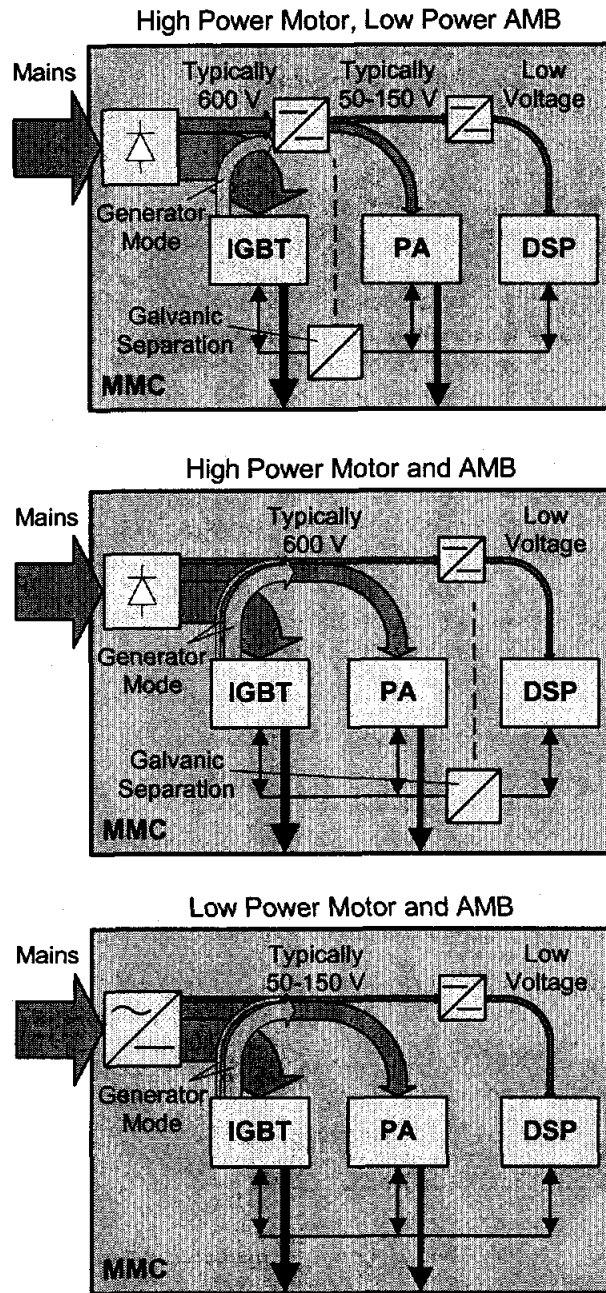 High Power Motor, Low Power AMB
Mains
Typically
600 V
Typically
50-150 V
Low
Voltage
Generator
Mode
IGBT
PA
DSP
Galvanic
Separation
MMC
High Power Motor and AMB
Mains
Typically
600 V
Low
Voltage
Generator
Mode
IGBT
PA
DSP
Galvanic
Separation
MMC
Low Power Motor and AMB
Mains
Typically
50-150 V
Low
Voltage
Generator
Mode
IGBT
PA
DSP
MMC